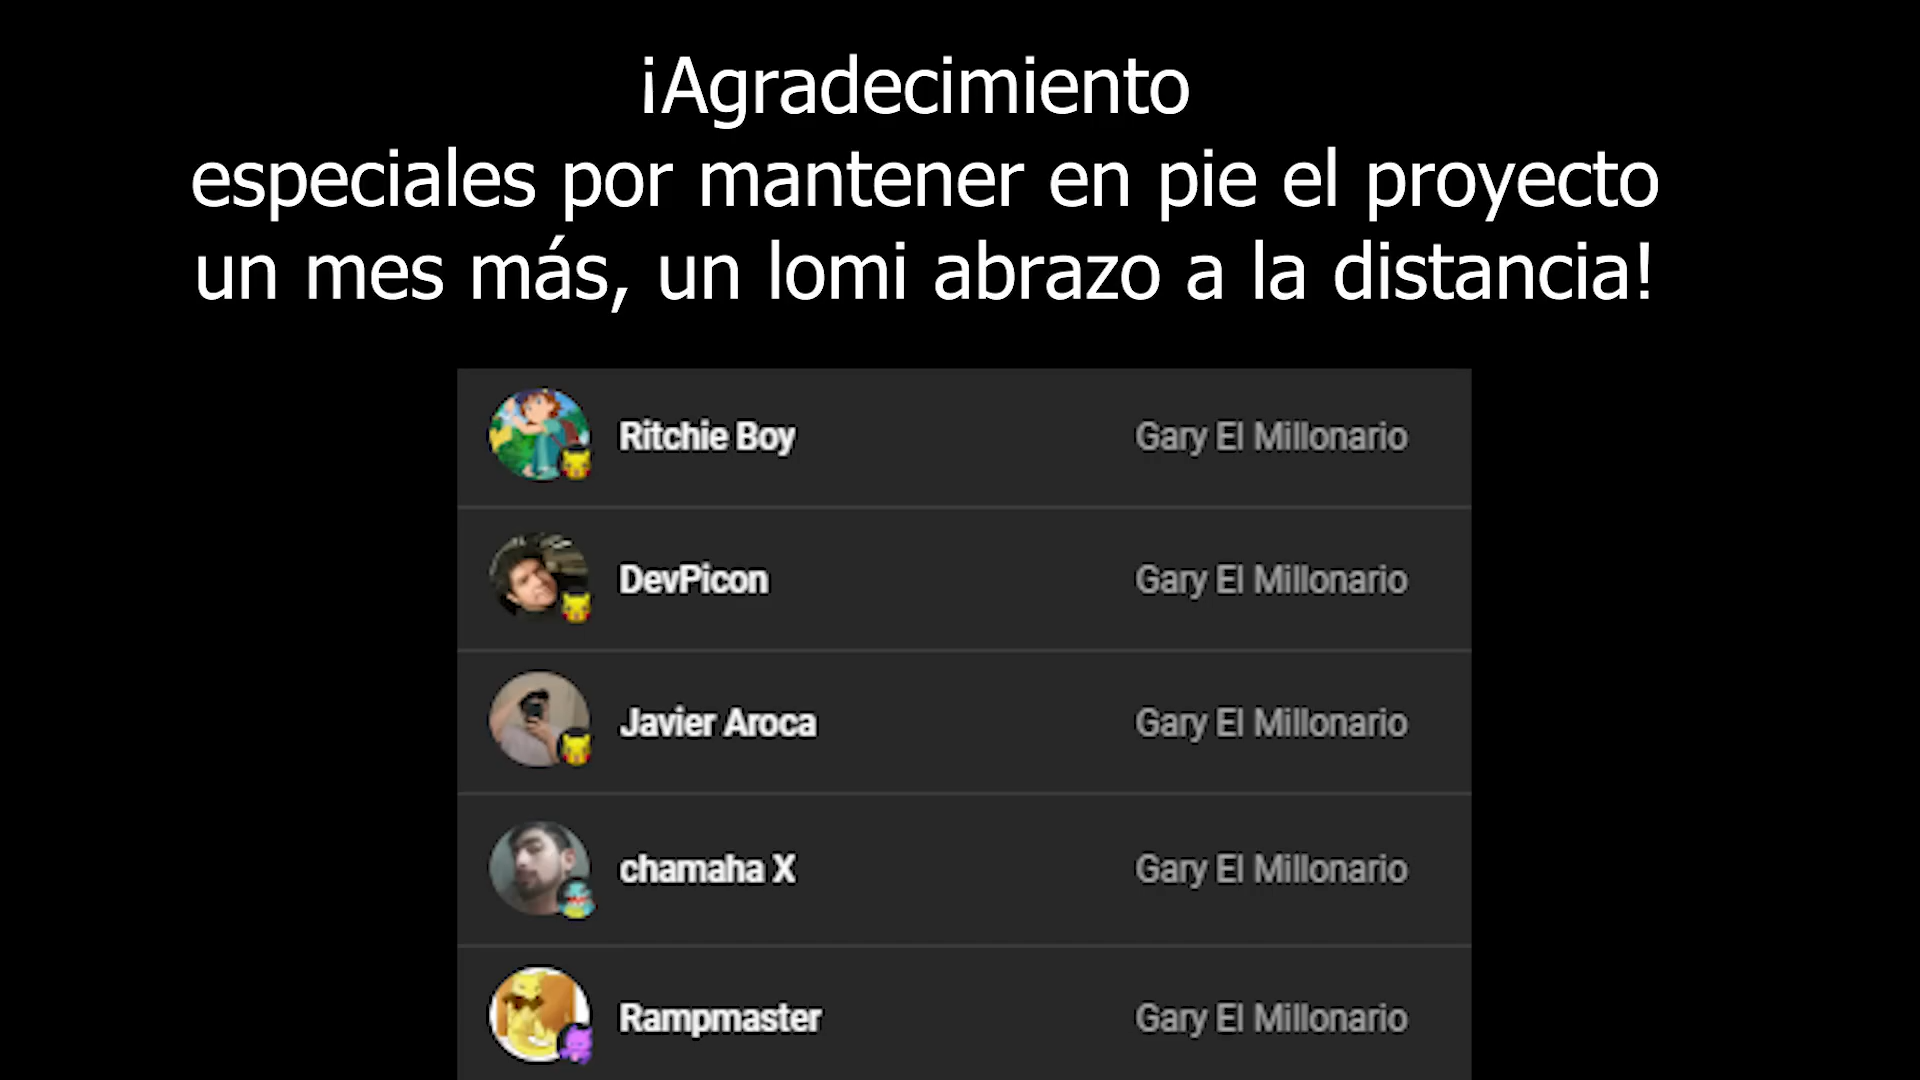 ¡Agradecimiento
especiales por mantener en pie el proyecto
un mes más, un lomi abrazo a la distancia!
Ritchie Boy Gary El Millonario
DevPicon Gary El Millonario
Javier Aroca Gary El Millonario
chamaha X Gary El Millonario
Rampmaster Gary El Millonario